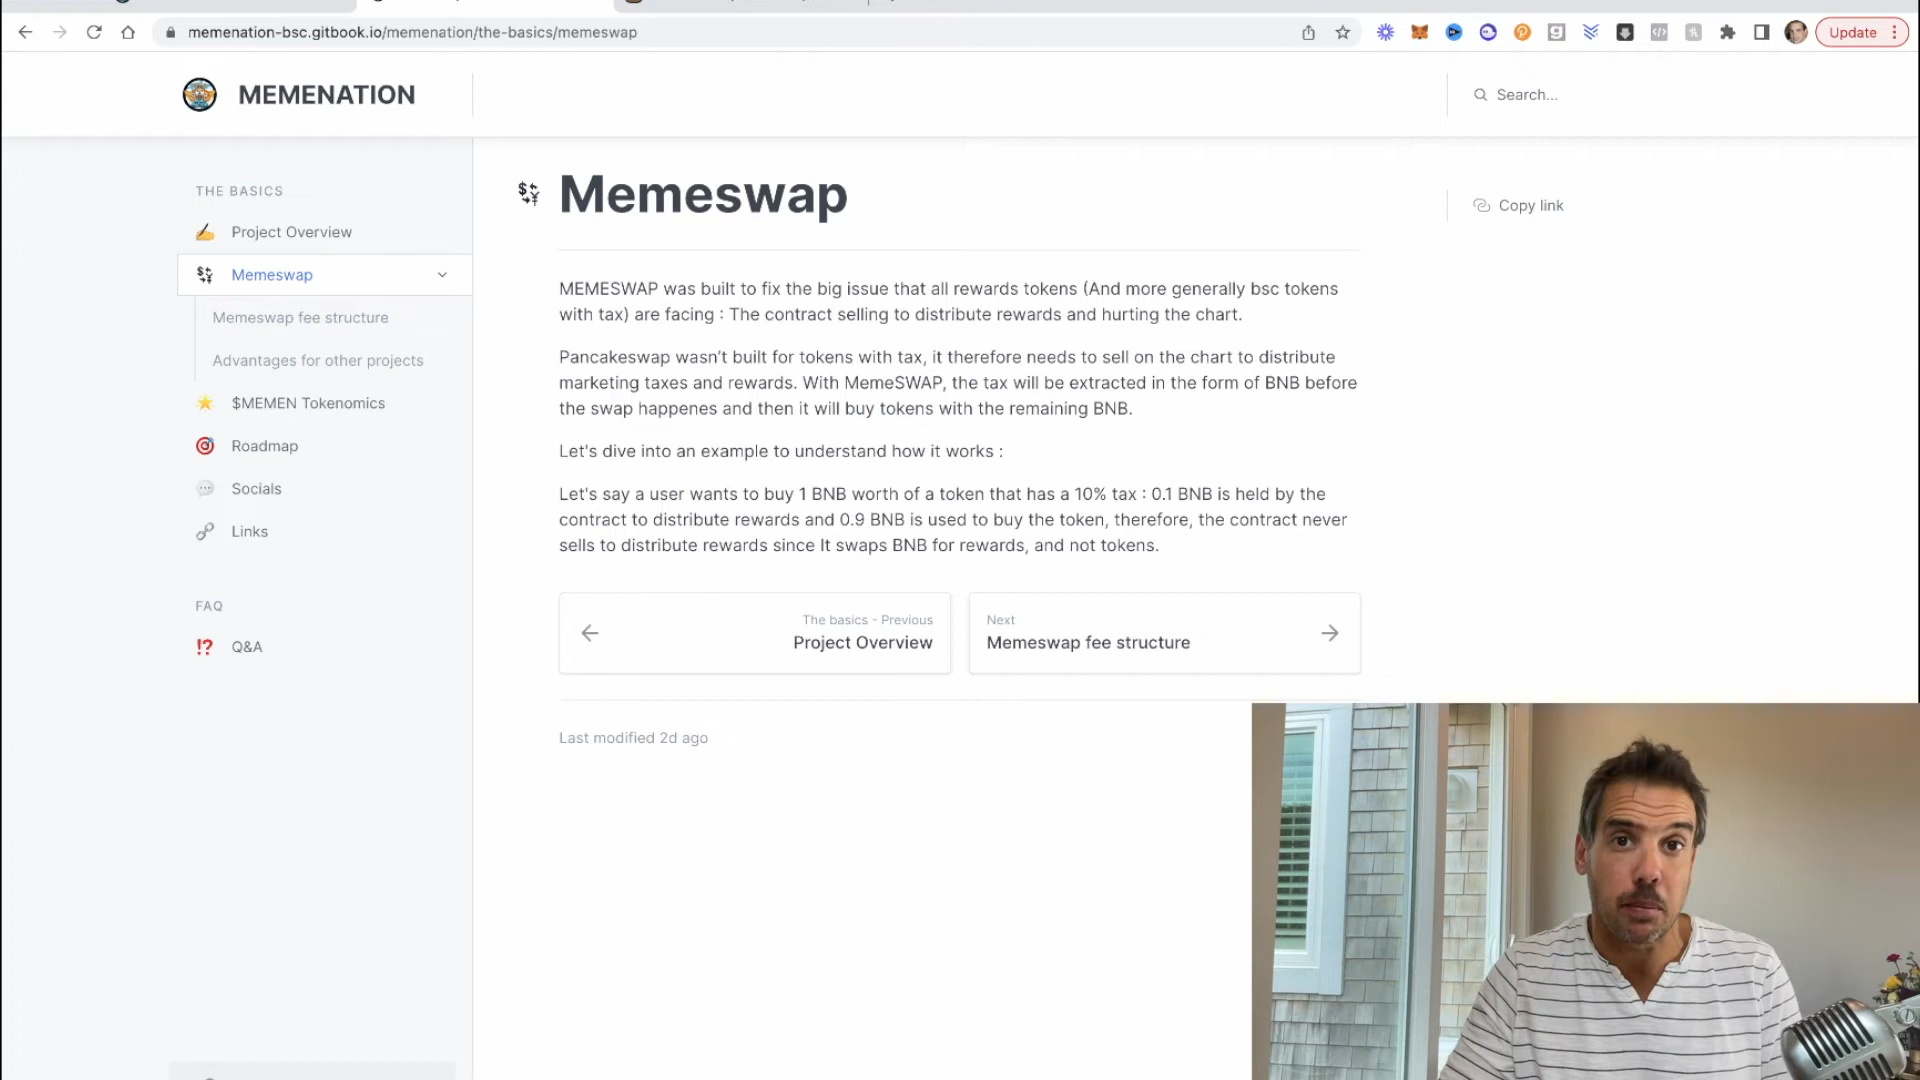 memenation-bsc.gitbook.io/memenation/the-basics/memeswap
Update
MEMENATION
Search...
THE BASICS
Project Overview
Memeswap
Memeswap fee structure
Advantages for other projects
$MEMEN Tokenomics
Roadmap
Socials
Links
FAQ
Q&A
Memeswap
Copy link
MEMESWAP was built to fix the big issue that all rewards tokens (And more generally bsc tokens
with tax) are facing : The contract selling to distribute rewards and hurting the chart.
Pancakeswap wasn't built for tokens with tax, it therefore needs to sell on the chart to distribute
marketing taxes and rewards. With MemeSWAP, the tax will be extracted in the form of BNB before
the swap happenes and then it will buy tokens with the remaining BNB.
Let's dive into an example to understand how it works :
Let's say a user wants to buy 1 BNB worth of a token that has a 10% tax : 0.1 BNB is held by the
contract to distribute rewards and 0.9 BNB is used to buy the token, therefore, the contract never
sells to distribute rewards since It swaps BNB for rewards, and not tokens.
The basics - Previous
Project Overview
Next
Memeswap fee structure
Last modified 2d ago